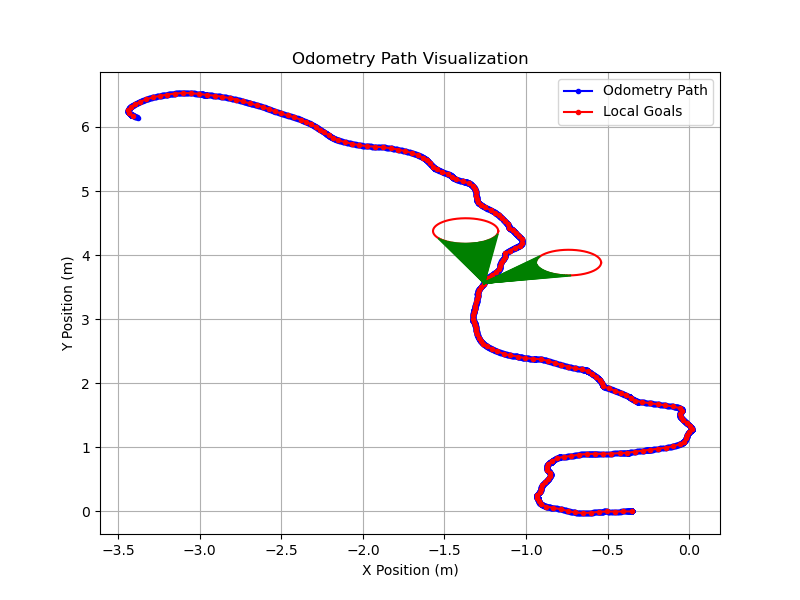 Odometry Path Visualization
Odometry Path
Local Goals
Y Position (m)
6
5
4
3
2
1
0
−3.5 −3.0 −2.5 −2.0 −1.5 −1.0 −0.5 0.0
X Position (m)